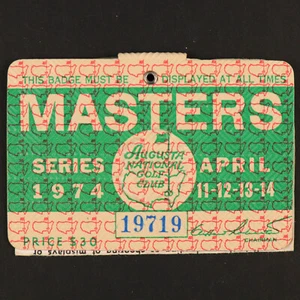 THIS BADGE MUST BE DISPLAYED AT ALL TIMES
MASTERS
SERIES
1974
AUGUSTA
NATIONAL
GOLF
CLUB
APRIL
11-12-13-14
19719
PRICE $30
CHAIRMAN